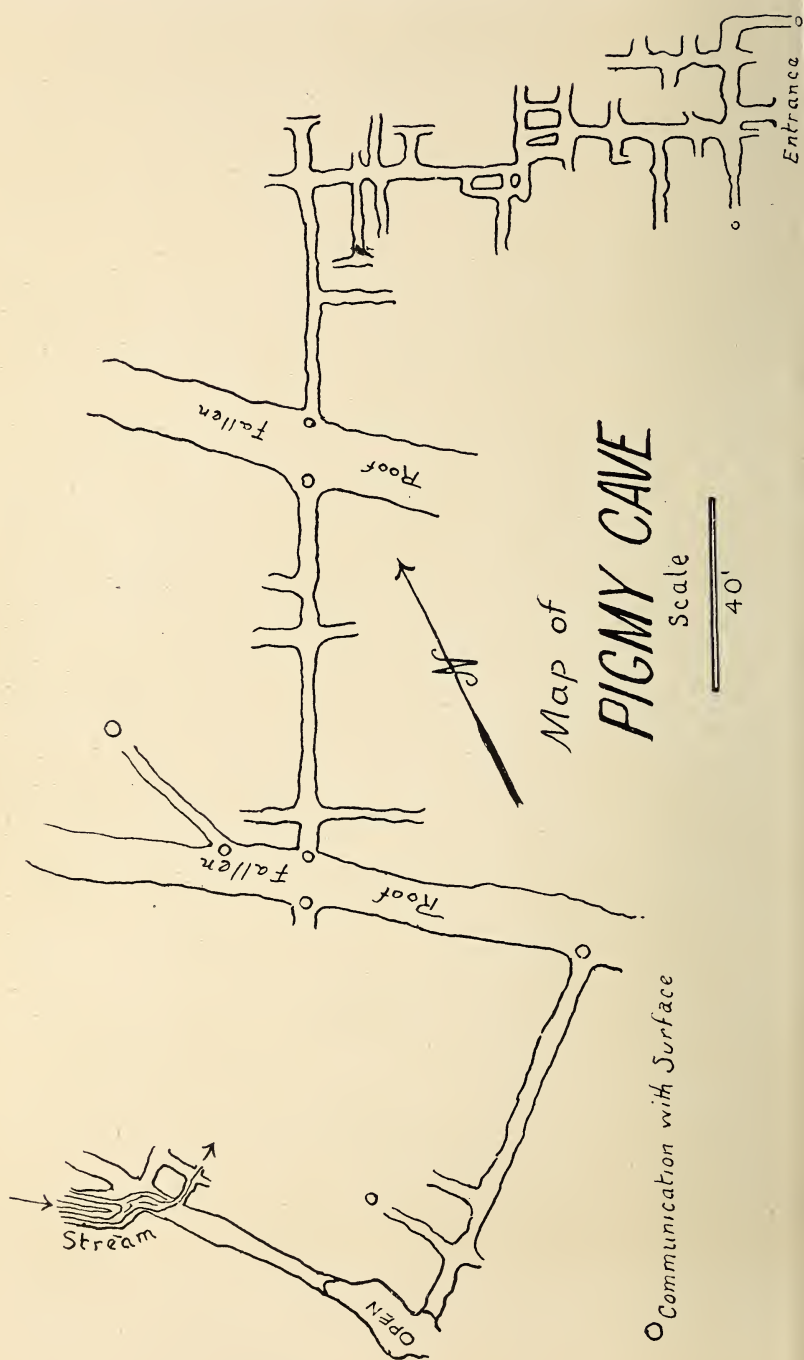 Map of
PIGMY CAVE
Scale
40'
N
Entrance
Fallen
Roof
Fallen
Roof
Stream
OPEN
Communication with Surface